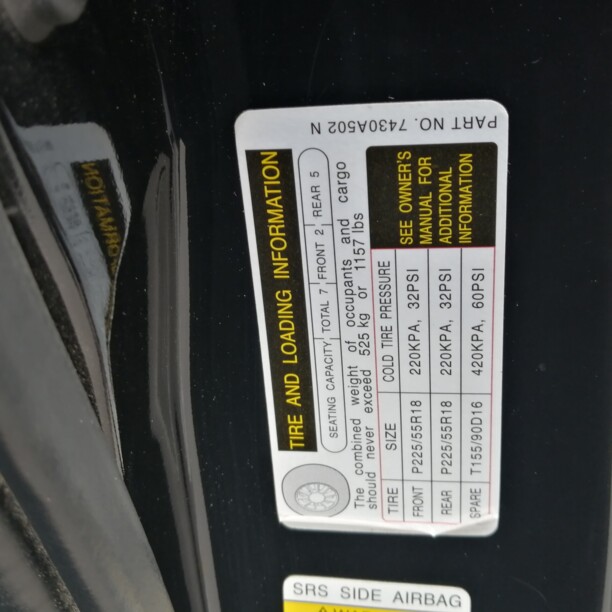 TIRE AND LOADING INFORMATION
SEATING CAPACITY TOTAL 7 FRONT 2 REAR 5
The combined weight of occupants and cargo
should never exceed 525 kg or 1157 lbs
TIRE SIZE COLD TIRE PRESSURE
FRONT P225/55R18 220KPA, 32PSI
REAR P225/55R18 220KPA, 32PSI
SPARE T155/90D16 420KPA, 60PSI
SEE OWNER'S
MANUAL FOR
ADDITIONAL
INFORMATION
PART NO. 7430A502 N
SRS SIDE AIRBAG